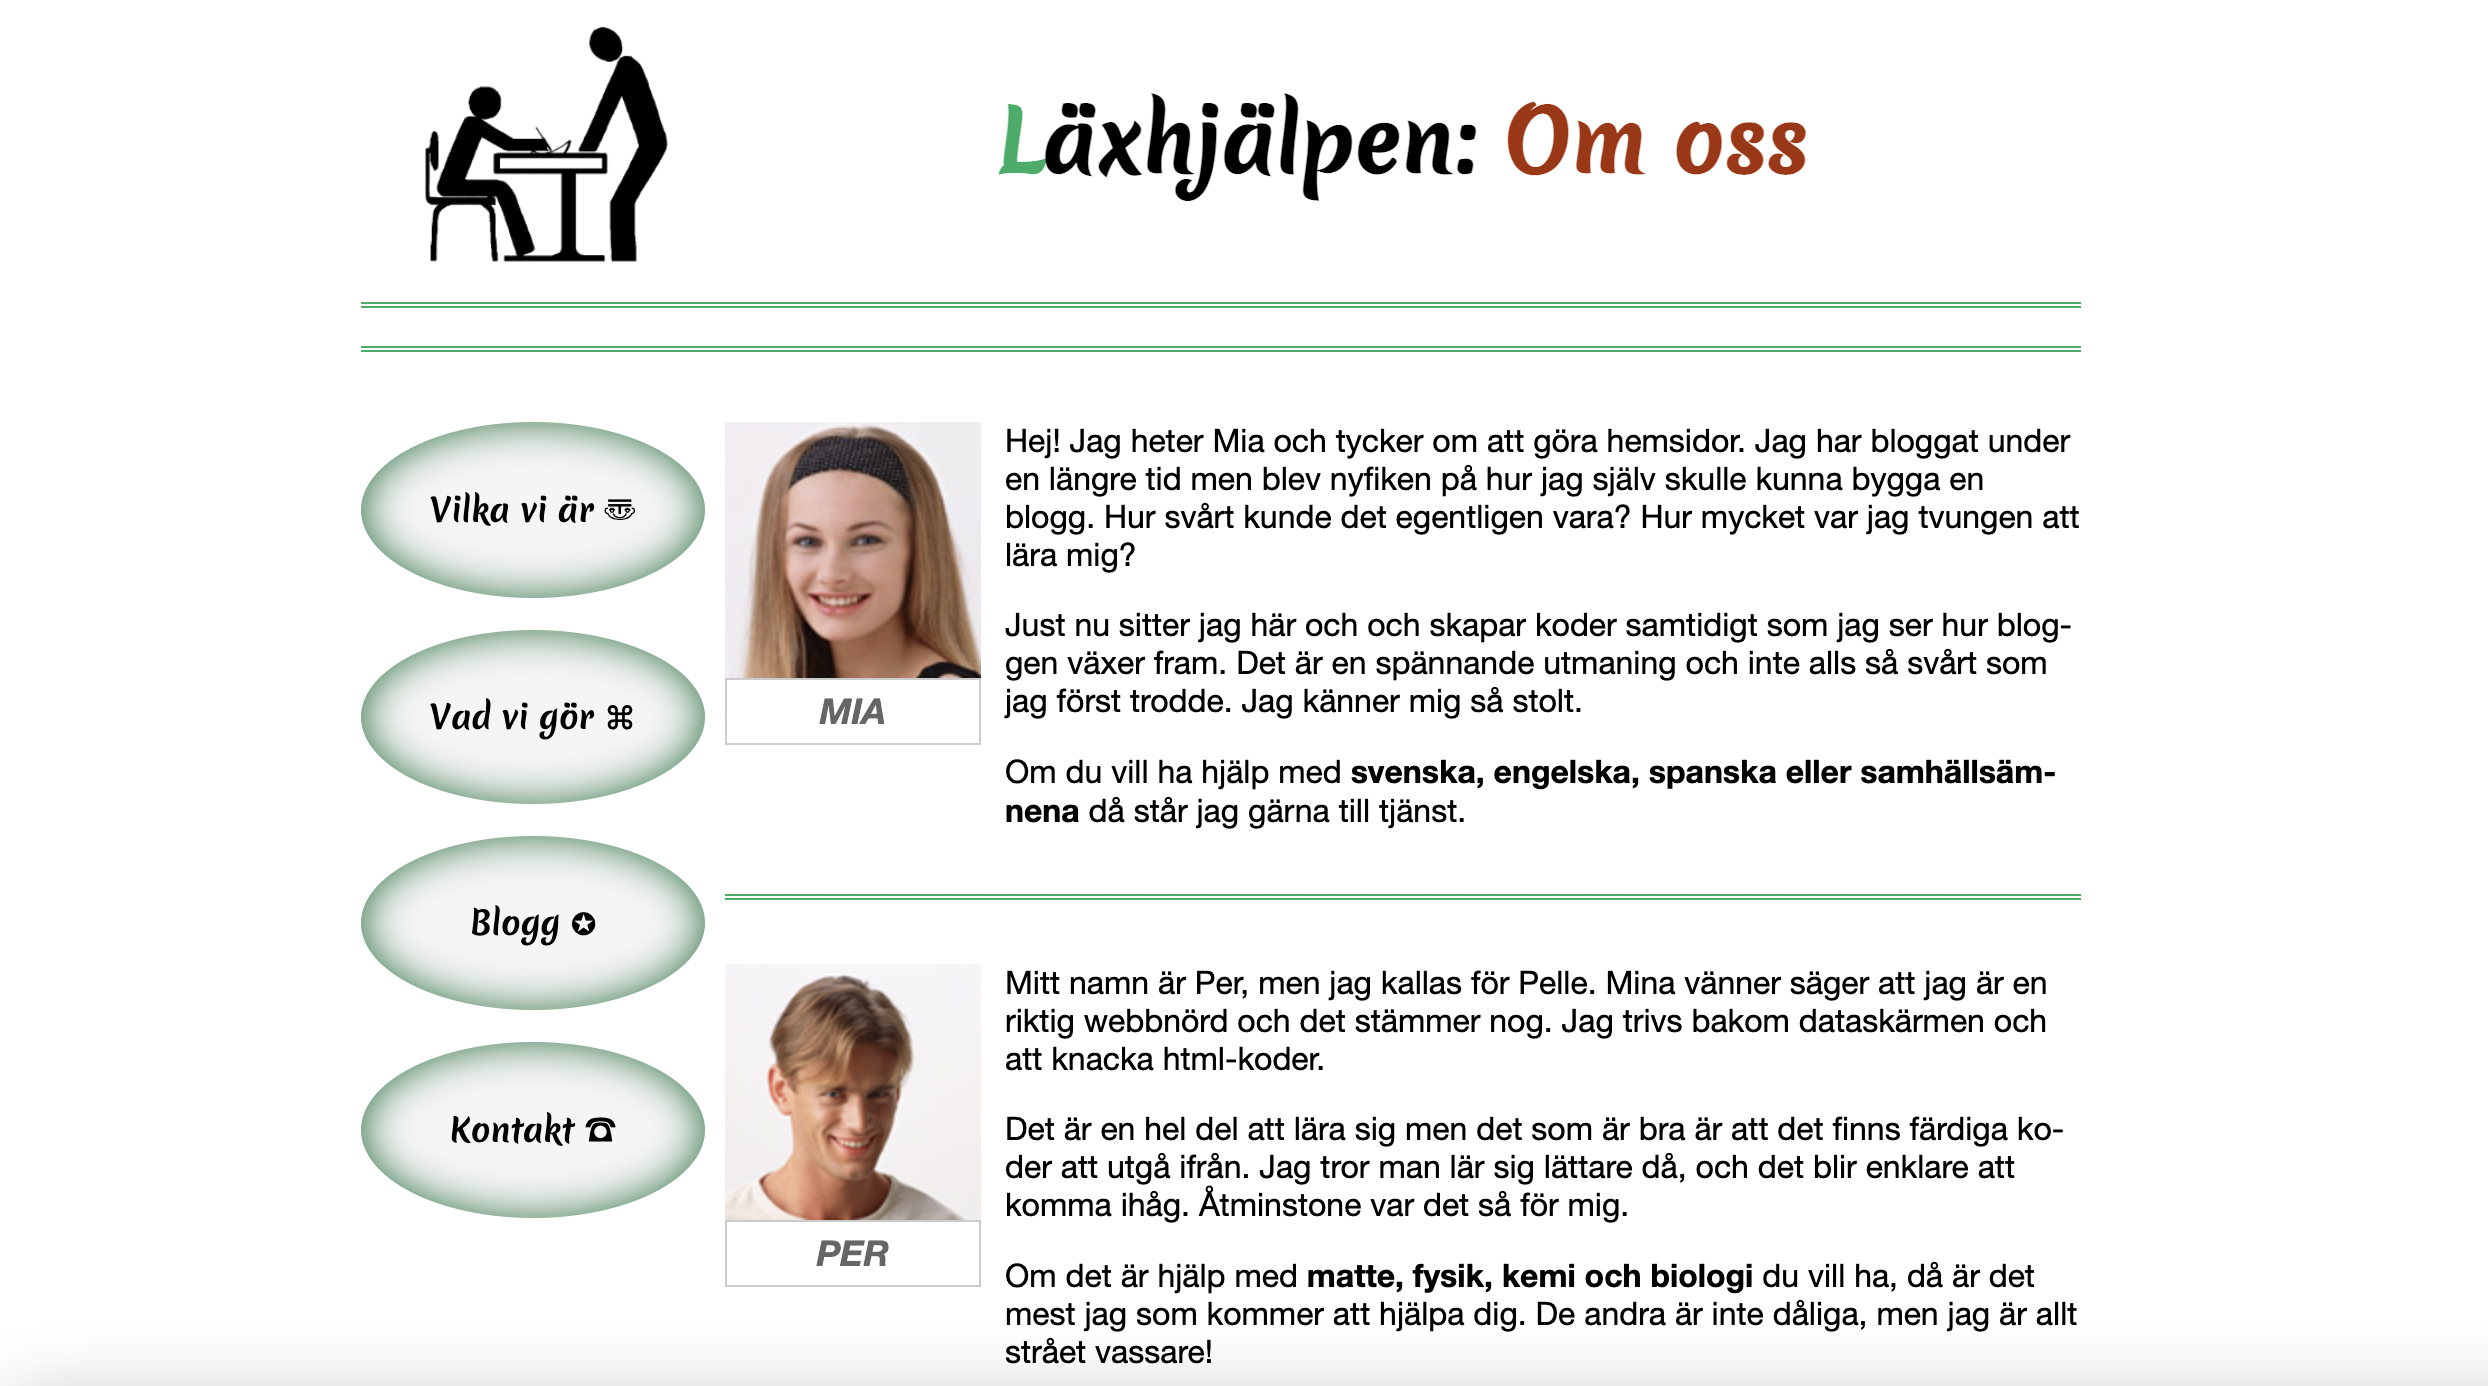 Läxhjälpen: Om oss
Vilka vi är
Vad vi gör ⌘
Blogg ✪
Kontakt ☎
MIA
Hej! Jag heter Mia och tycker om att göra hemsidor. Jag har bloggat under
en längre tid men blev nyfiken på hur jag själv skulle kunna bygga en
blogg. Hur svårt kunde det egentligen vara? Hur mycket var jag tvungen att
lära mig?
Just nu sitter jag här och och skapar koder samtidigt som jag ser hur blog-
gen växer fram. Det är en spännande utmaning och inte alls så svårt som
jag först trodde. Jag känner mig så stolt.
Om du vill ha hjälp med svenska, engelska, spanska eller samhällsäm-
nena då står jag gärna till tjänst.
PER
Mitt namn är Per, men jag kallas för Pelle. Mina vänner säger att jag är en
riktig webbnörd och det stämmer nog. Jag trivs bakom dataskärmen och
att knacka html-koder.
Det är en hel del att lära sig men det som är bra är att det finns färdiga ko-
der att utgå ifrån. Jag tror man lär sig lättare då, och det blir enklare att
komma ihåg. Åtminstone var det så för mig.
Om det är hjälp med matte, fysik, kemi och biologi du vill ha, då är det
mest jag som kommer att hjälpa dig. De andra är inte dåliga, men jag är allt
strået vassare!